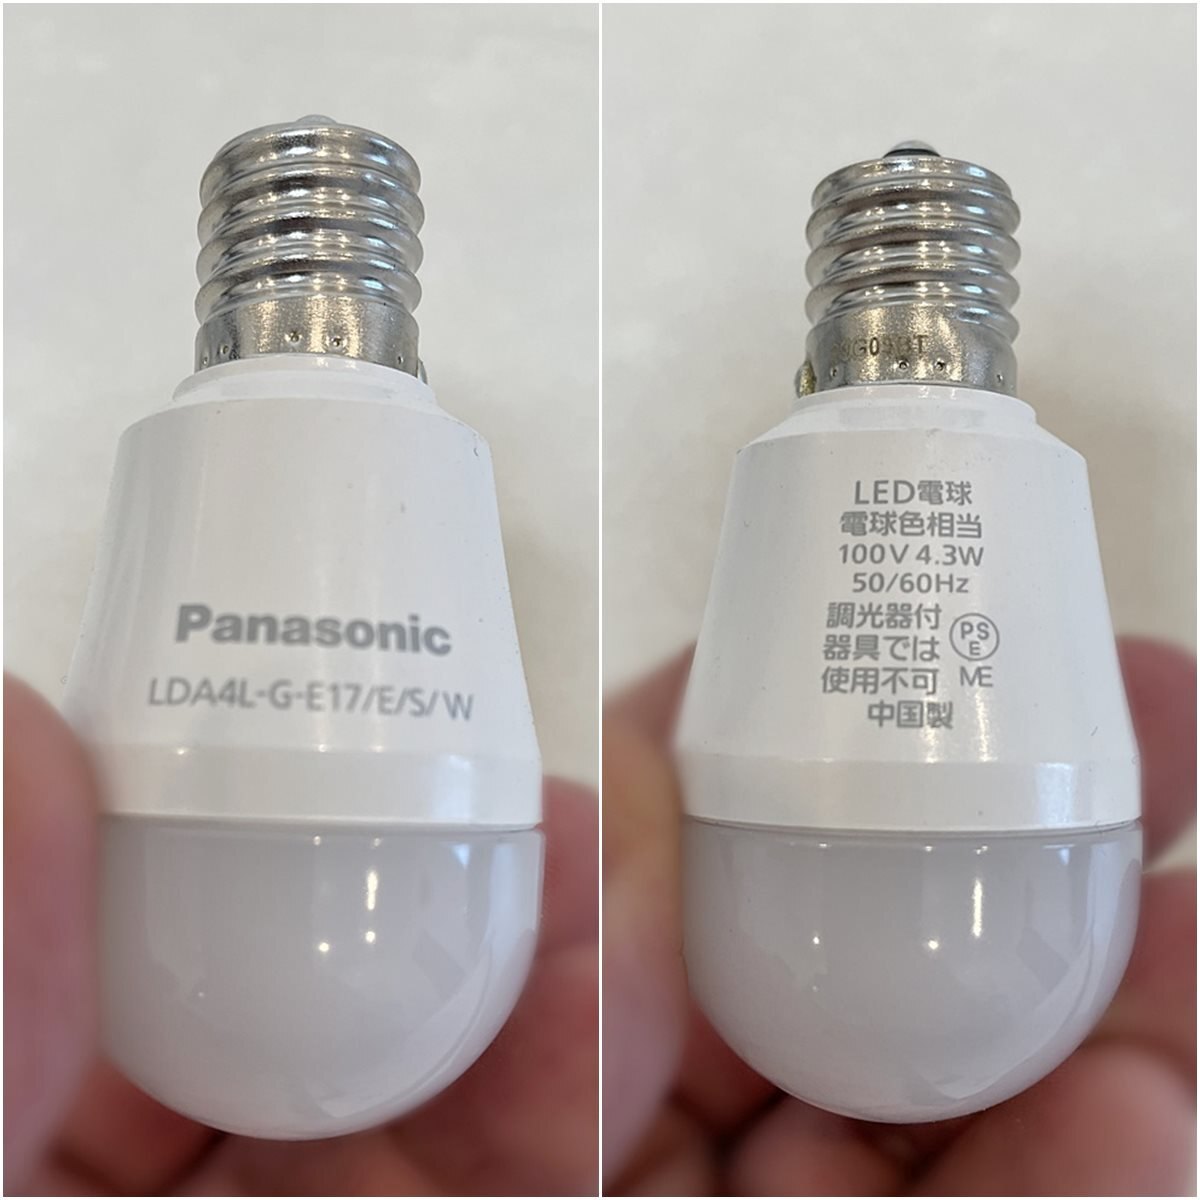 Panasonic
LDA4L-G-E17/E/S/W
LED電球
電球色相当
100V 4.3W
50/60Hz
調光器付
器具では
使用不可
PS
E
ME
中国製